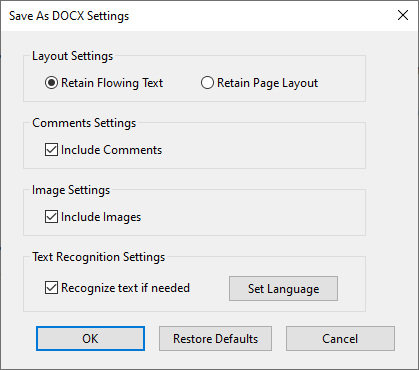 Save As DOCX Settings
Layout Settings
Retain Flowing Text Retain Page Layout
Comments Settings
Include Comments
Image Settings
Include Images
Text Recognition Settings
Recognize text if needed Set Language
OK Restore Defaults Cancel